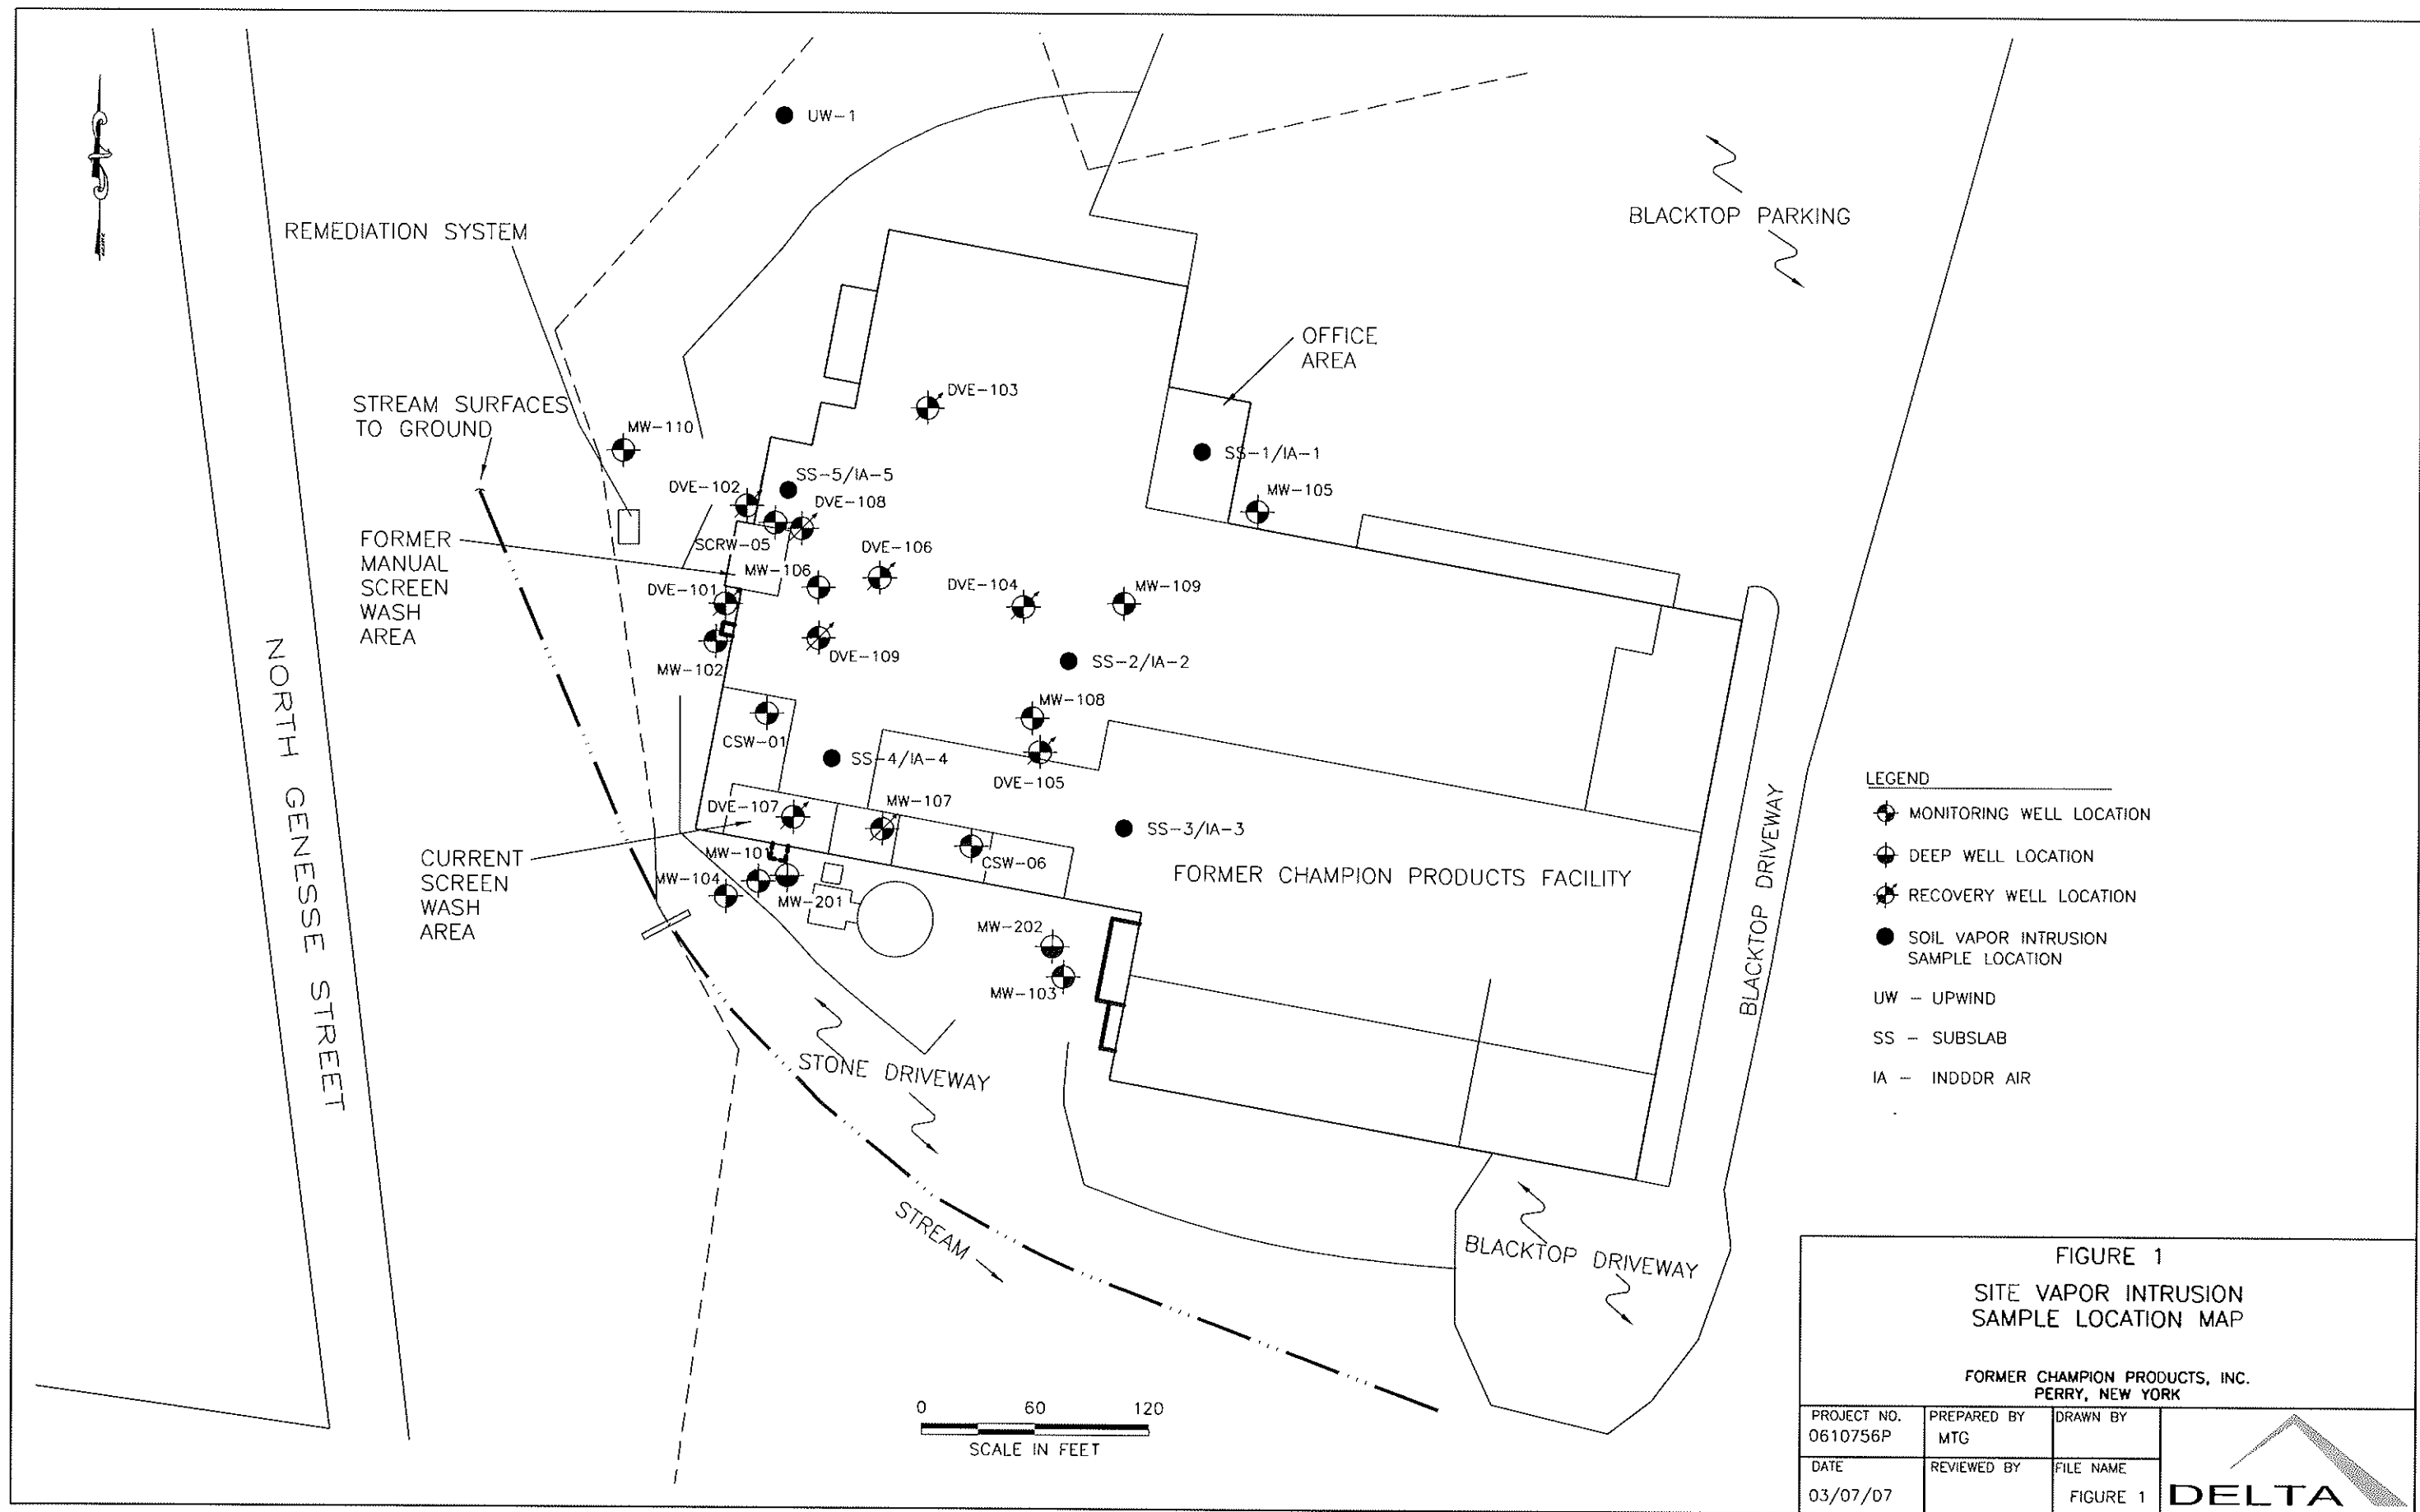 UW-1
REMEDIATION SYSTEM
BLACKTOP PARKING
OFFICE
AREA
STREAM SURFACES
TO GROUND
DVE-103
MW-110
SS-1/IA-1
SS-5/IA-5
DVE-102
DVE-108
MW-105
FORMER
MANUAL
SCREEN
WASH
AREA
SCRW-05
DVE-106
MW-106
DVE-101
DVE-104
MW-109
DVE-109
MW-102
SS-2/IA-2
NORTH GENESSE STREET
MW-108
CSW-01
SS-4/IA-4
DVE-105
DVE-107
MW-107
SS-3/IA-3
CURRENT
SCREEN
WASH
AREA
MW-101
CSW-06
MW-104
MW-201
FORMER CHAMPION PRODUCTS FACILITY
MW-202
MW-103
BLACKTOP DRIVEWAY
STONE DRIVEWAY
STREAM
BLACKTOP DRIVEWAY
LEGEND
MONITORING WELL LOCATION
DEEP WELL LOCATION
RECOVERY WELL LOCATION
SOIL VAPOR INTRUSION
SAMPLE LOCATION
UW - UPWIND
SS - SUBSLAB
IA - INDDDR AIR
0 60 120
SCALE IN FEET
FIGURE 1
SITE VAPOR INTRUSION
SAMPLE LOCATION MAP
FORMER CHAMPION PRODUCTS, INC.
PERRY, NEW YORK
PROJECT NO.
0610756P
PREPARED BY
MTG
DRAWN BY
DATE
03/07/07
REVIEWED BY
FILE NAME
FIGURE 1
DELTA